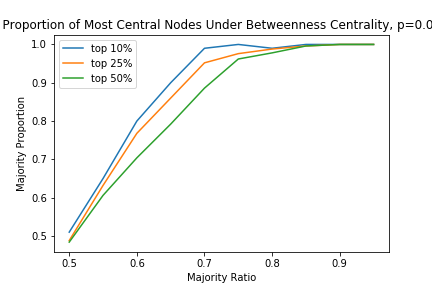 Proportion of Most Central Nodes Under Betweenness Centrality, p=0.0
top 10%
top 25%
top 50%
1.0
0.9
0.8
0.7
0.6
0.5
Majority Proportion
0.5 0.6 0.7 0.8 0.9
Majority Ratio